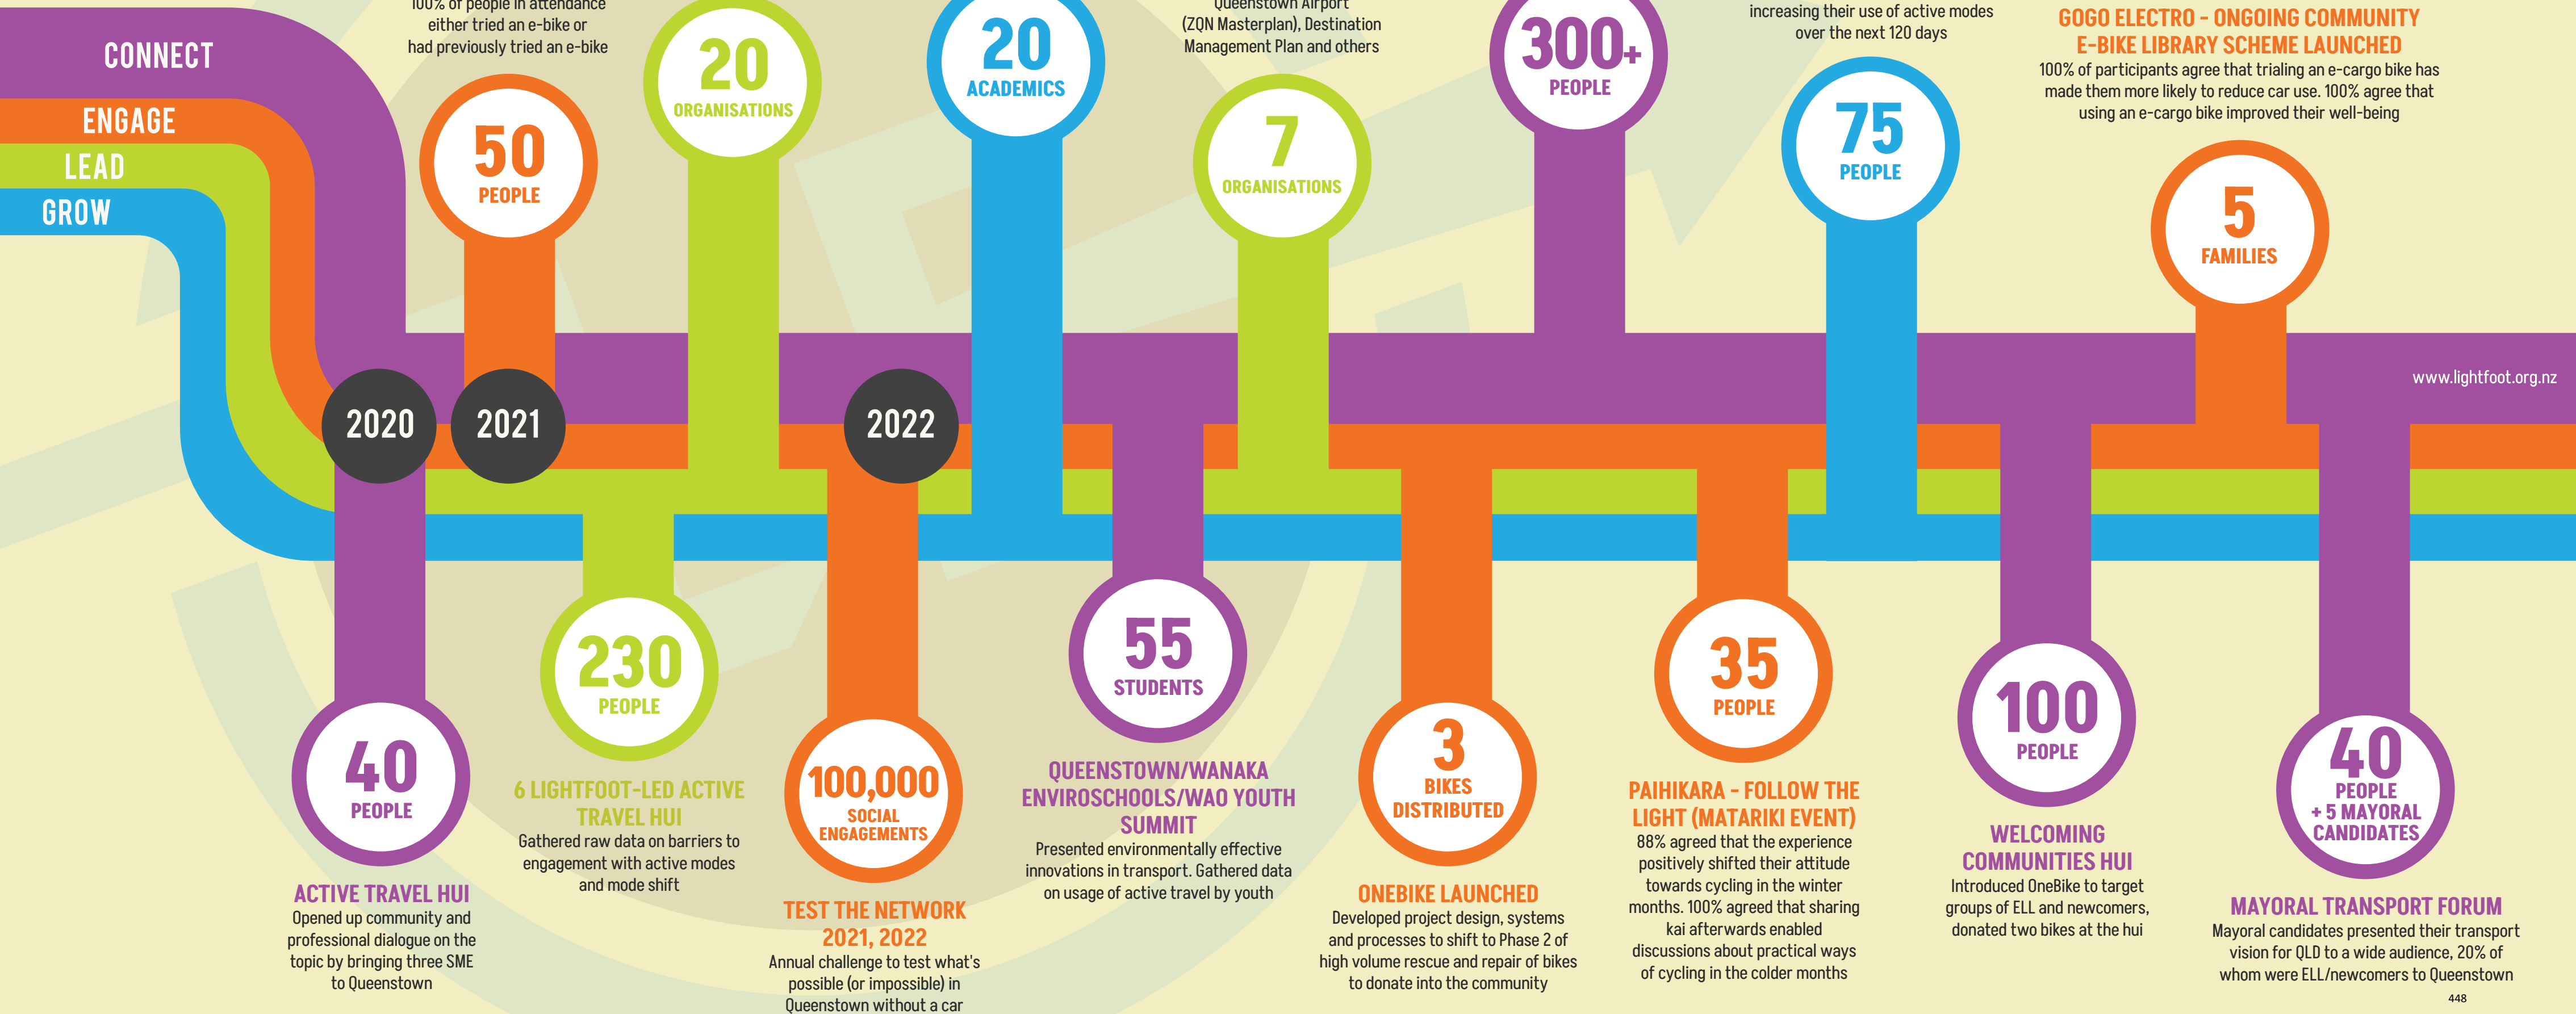 CONNECT
ENGAGE
LEAD
GROW
100% of people in attendance
either tried an e-bike or
had previously tried an e-bike
50
PEOPLE
20
ORGANISATIONS
20
ACADEMICS
Queenstown Airport
(ZQN Masterplan), Destination
Management Plan and others
7
ORGANISATIONS
300+
PEOPLE
increasing their use of active modes
over the next 120 days
75
PEOPLE
GOGO ELECTRO - ONGOING COMMUNITY
E-BIKE LIBRARY SCHEME LAUNCHED
100% of participants agree that trialing an e-cargo bike has
made them more likely to reduce car use. 100% agree that
using an e-cargo bike improved their well-being
5
FAMILIES
www.lightfoot.org.nz
2020
2021
2022
40
PEOPLE
ACTIVE TRAVEL HUI
Opened up community and
professional dialogue on the
topic by bringing three SME
to Queenstown
230
PEOPLE
6 LIGHTFOOT-LED ACTIVE
TRAVEL HUI
Gathered raw data on barriers to
engagement with active modes
and mode shift
100,000
SOCIAL
ENGAGEMENTS
TEST THE NETWORK
2021, 2022
Annual challenge to test what's
possible (or impossible) in
Queenstown without a car
55
STUDENTS
QUEENSTOWN/WANAKA
ENVIROSCHOOLS/WAO YOUTH
SUMMIT
Presented environmentally effective
innovations in transport. Gathered data
on usage of active travel by youth
3
BIKES
DISTRIBUTED
ONEBIKE LAUNCHED
Developed project design, systems
and processes to shift to Phase 2 of
high volume rescue and repair of bikes
to donate into the community
35
PEOPLE
PAIHIKARA - FOLLOW THE
LIGHT (MATARIKI EVENT)
88% agreed that the experience
positively shifted their attitude
towards cycling in the winter
months. 100% agreed that sharing
kai afterwards enabled
discussions about practical ways
of cycling in the colder months
100
PEOPLE
WELCOMING
COMMUNITIES HUI
Introduced OneBike to target
groups of ELL and newcomers,
donated two bikes at the hui
40
PEOPLE
+ 5 MAYORAL
CANDIDATES
MAYORAL TRANSPORT FORUM
Mayoral candidates presented their transport
vision for QLD to a wide audience, 20% of
whom were ELL/newcomers to Queenstown
448